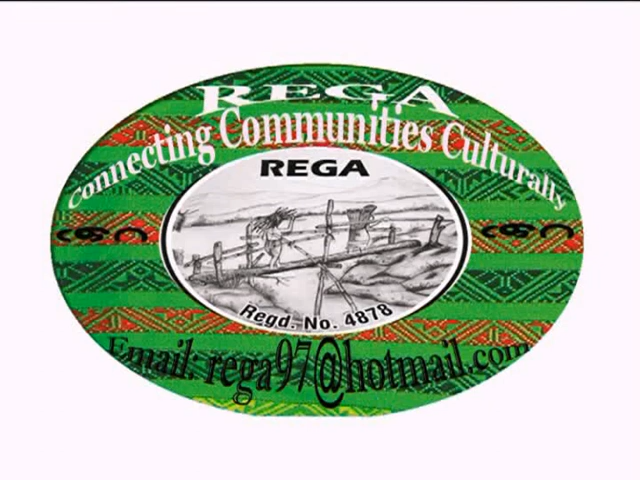 REGA
Connecting Communities Culturally
REGA
Regd. No. 4878
Email: rega97@hotmail.com